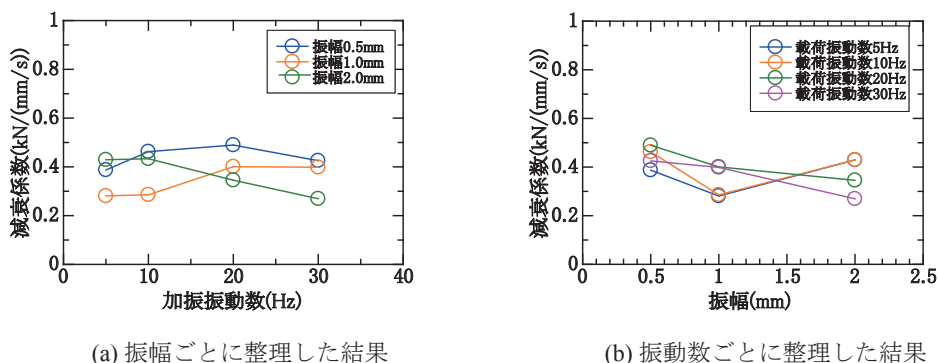 1
0.8
0.6
0.4
0.2
0
減衰係数(kN/(mm/s))
振幅0.5mm
振幅1.0mm
振幅2.0mm
0 10 20 30 40
加振振動数(Hz)
(a) 振幅ごとに整理した結果
1
0.8
0.6
0.4
0.2
0
減衰係数(kN/(mm/s))
載荷振動数5Hz
載荷振動数10Hz
載荷振動数20Hz
載荷振動数30Hz
0 0.5 1 1.5 2 2.5
振幅(mm)
(b) 振動数ごとに整理した結果